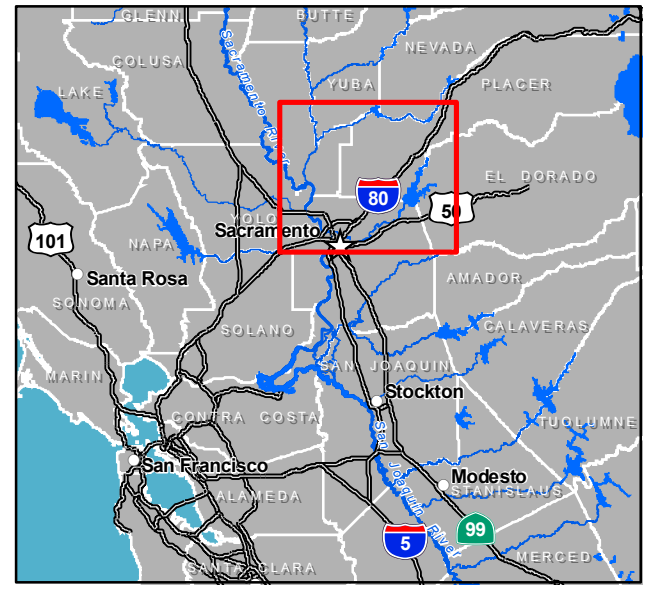 GLENN
BUTTE
COLUSA
Sacramento River
NEVADA
LAKE
YUBA
PLACER
EL DORADO
80
50
YOLO
Sacramento
101
NAPA
Santa Rosa
AMADOR
SONOMA
SOLANO
CALAVERAS
MARIN
SAN JOAQUIN
Stockton
CONTRA COSTA
TUOLUMNE
San Joaquin River
San Francisco
Modesto
STANISLAUS
ALAMEDA
99
5
MERCED
SANTA CLARA